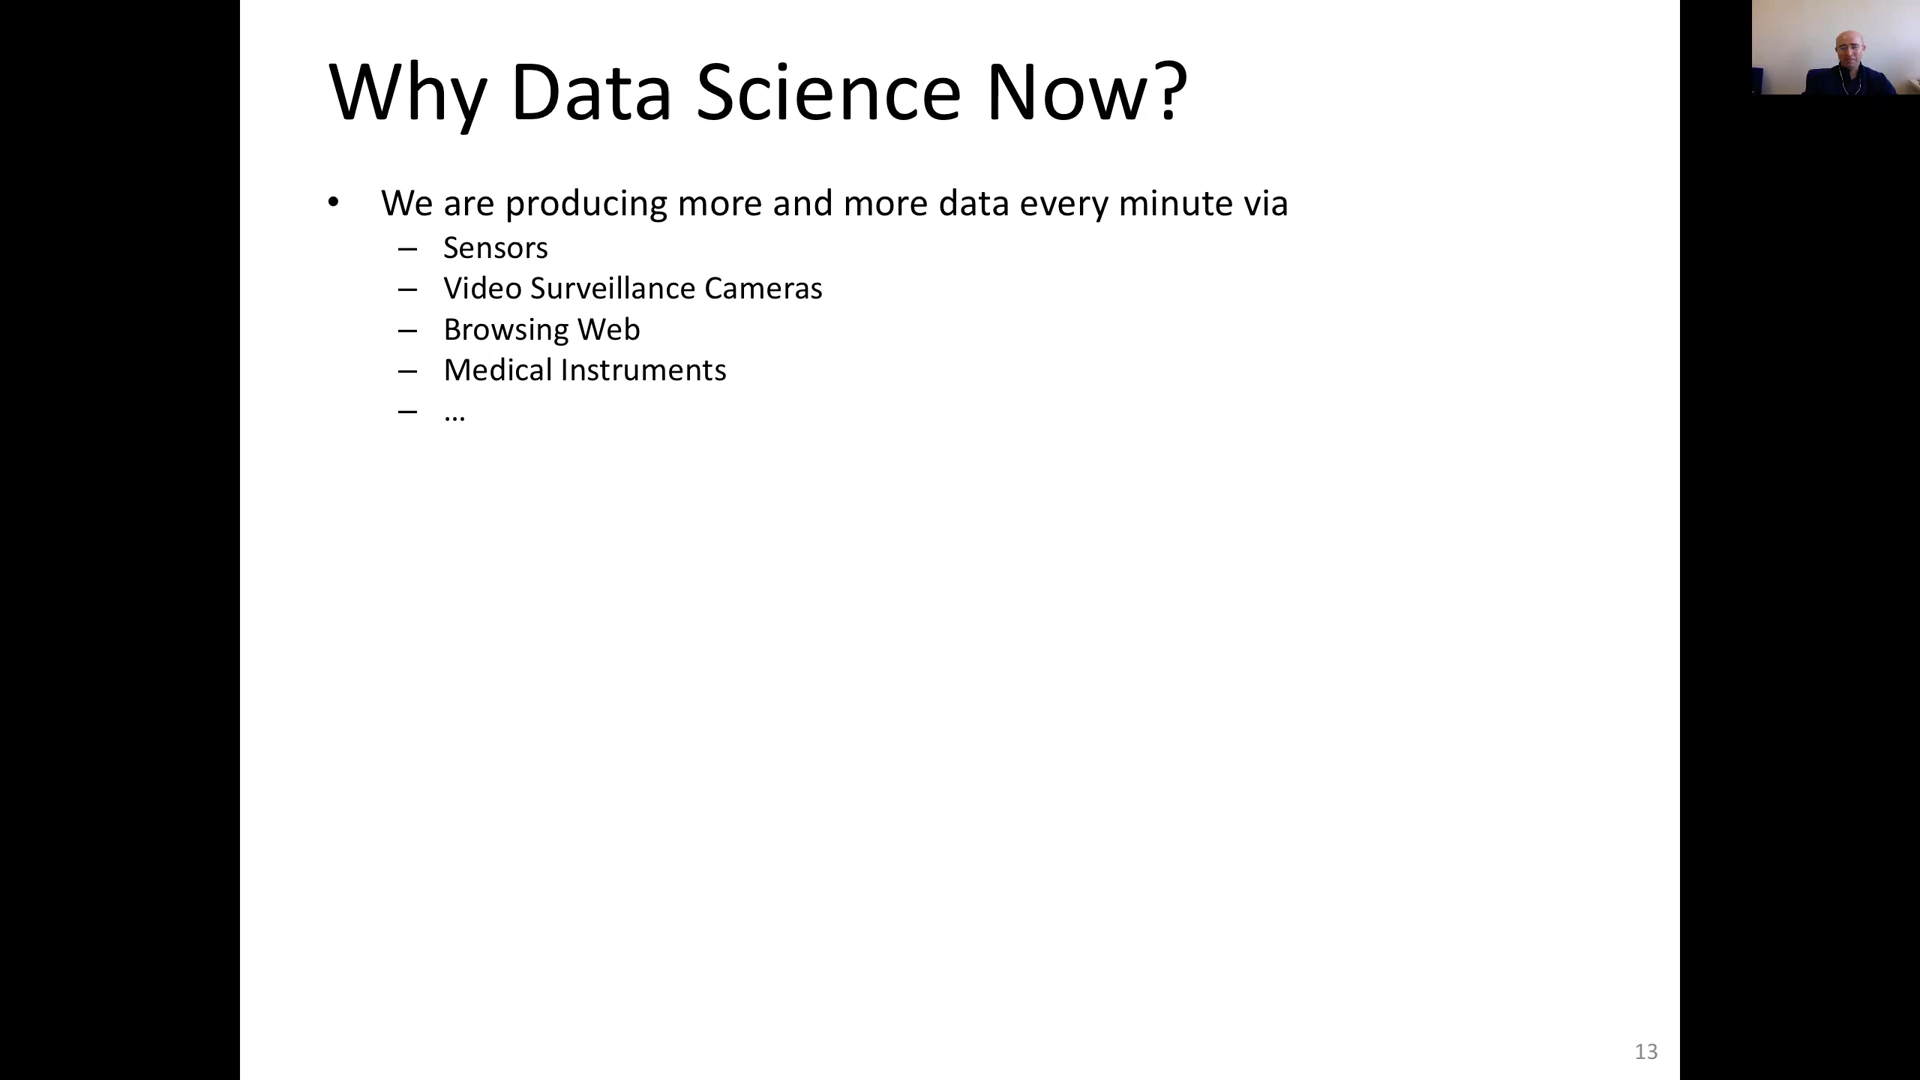 Why Data Science Now?
• We are producing more and more data every minute via
– Sensors
– Video Surveillance Cameras
– Browsing Web
– Medical Instruments
– …
13